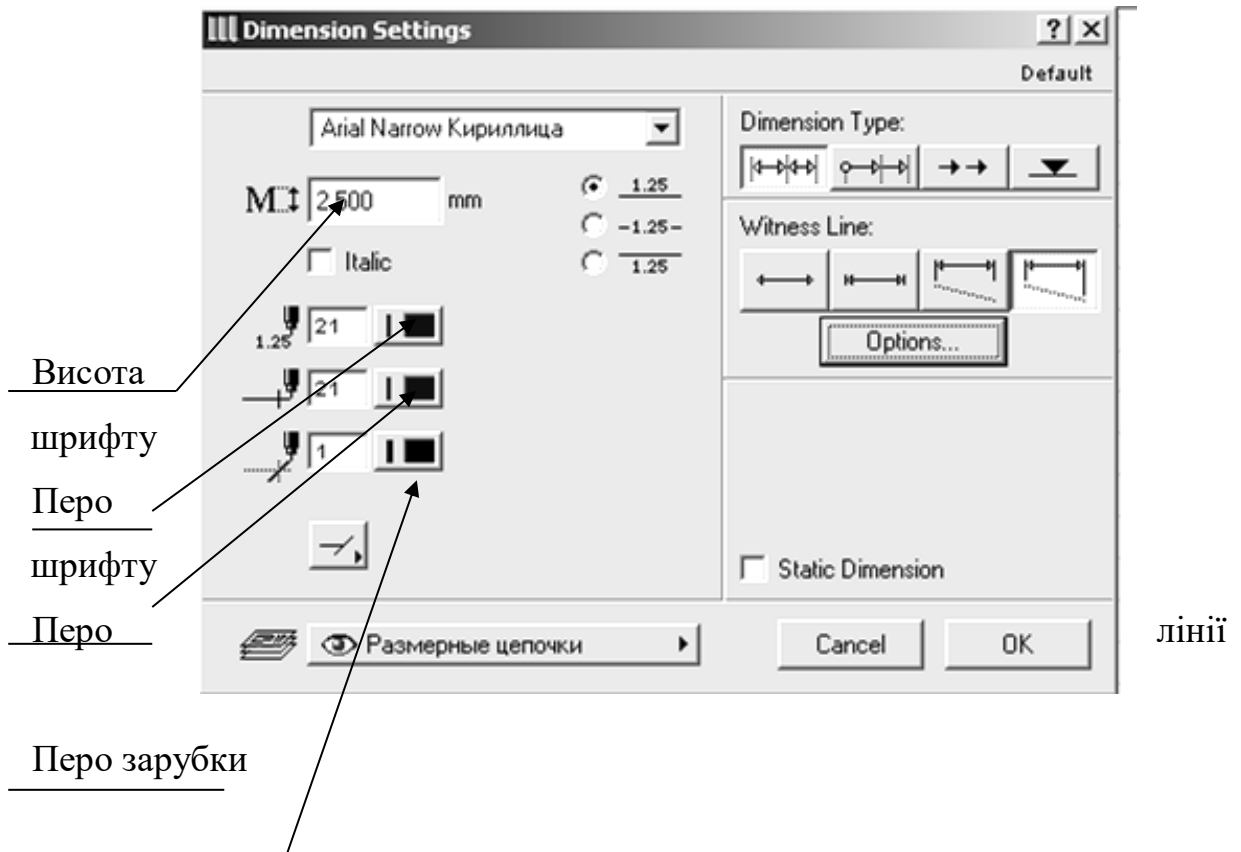 Dimension Settings
Default
Arial Narrow Кириллица
Dimension Type:
M 2.500 mm
1.25
-1.25-
1.25
Italic
Witness Line:
1.25 21
Options...
21
1
Static Dimension
Размерные цепочки
Cancel
OK
Висота
шрифту
Перо
шрифту
Перо лінії
Перо зарубки